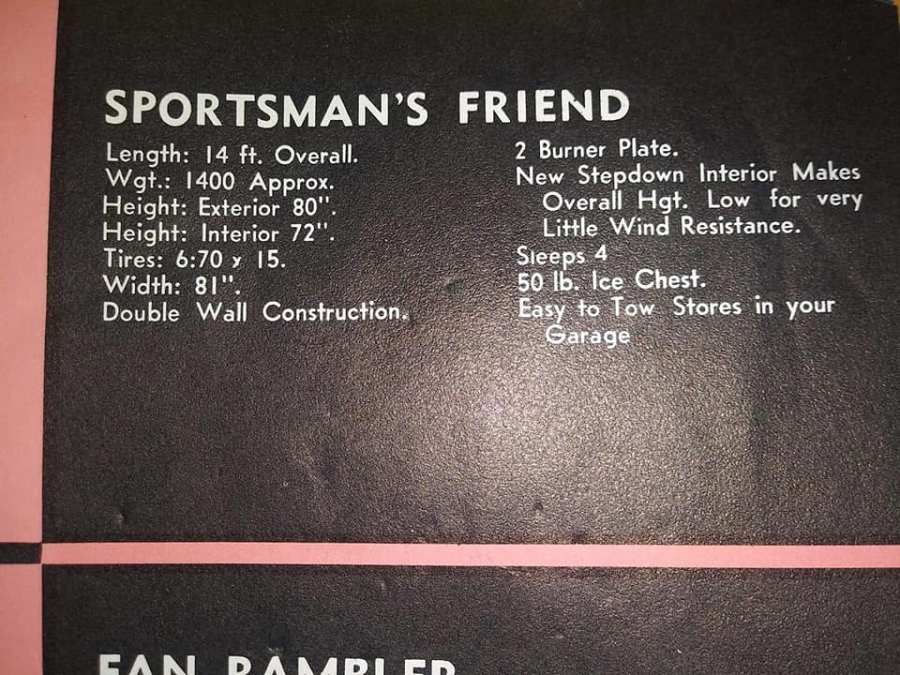 SPORTSMAN'S FRIEND
Length: 14 ft. Overall.
Wgt.: 1400 Approx.
Height: Exterior 80".
Height: Interior 72".
Tires: 6:70 x 15.
Width: 81".
Double Wall Construction.
2 Burner Plate.
New Stepdown Interior Makes
Overall Hgt. Low for very
Little Wind Resistance.
Sleeps 4
50 lb. Ice Chest.
Easy to Tow Stores in your
Garage
FAN RAMBLER